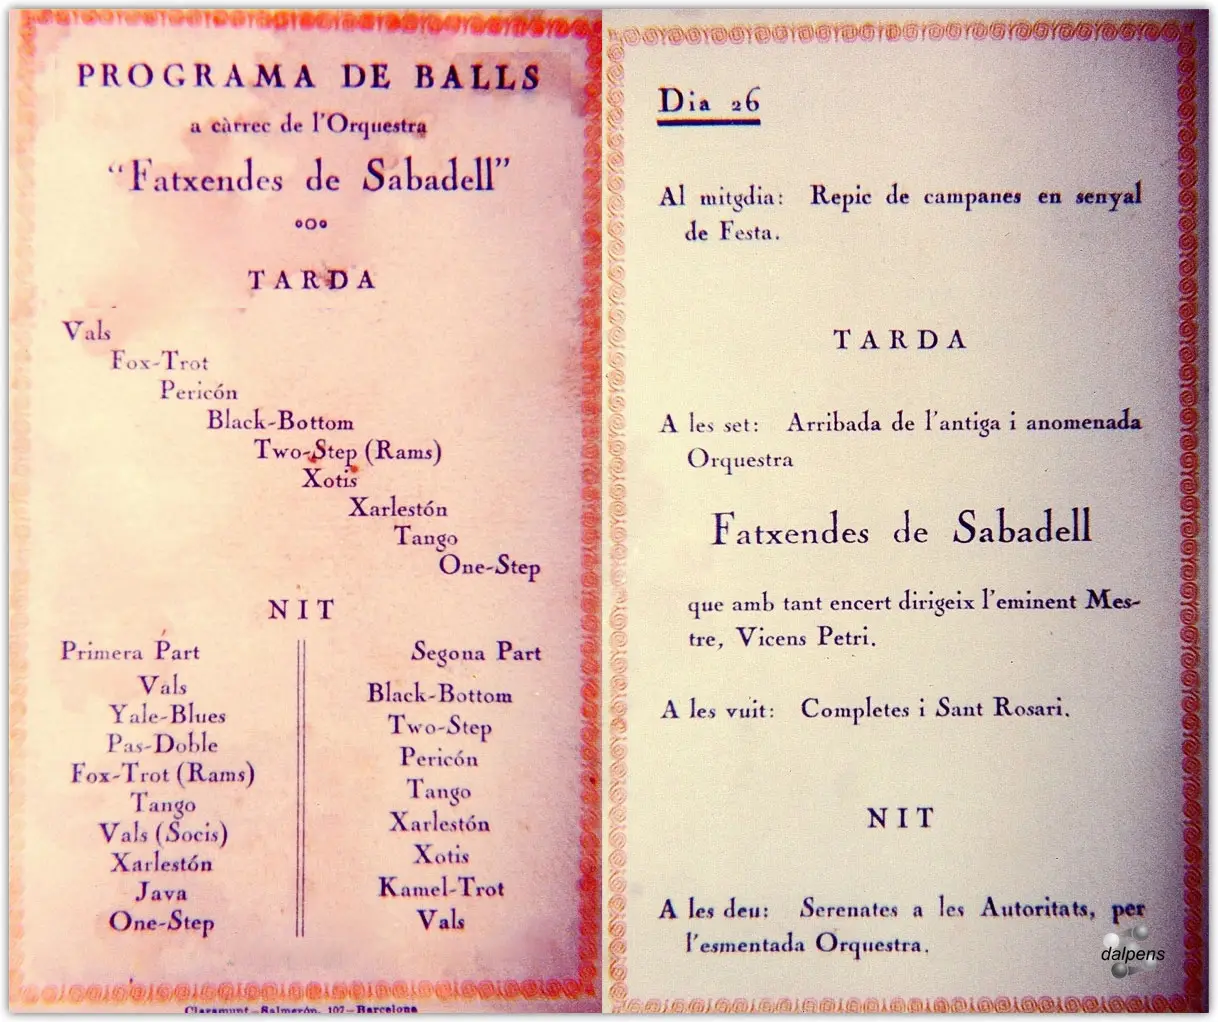 PROGRAMA DE BALLS
a càrrec de l'Orquestra
"Fatxendes de Sabadell"
TARDA
Vals
Fox-Trot
Pericón
Black-Bottom
Two-Step (Rams)
Xotis
Xarlestón
Tango
One-Step
NIT
Primera Part
Vals
Yale-Blues
Pas-Doble
Fox-Trot (Rams)
Tango
Vals (Socis)
Xarlestón
Java
One-Step
Segona Part
Black-Bottom
Two-Step
Pericón
Tango
Xarlestón
Xotis
Kamel-Trot
Vals
Claramunt - Salmerón, 107 - Barcelona
Dia 26
Al mitgdia: Repic de campanes en senyal
de Festa.
TARDA
A les set: Arribada de l'antiga i anomenada
Orquestra
Fatxendes de Sabadell
que amb tant encert dirigeix l'eminent Mes-
tre, Vicens Petri.
A les vuit: Completes i Sant Rosari.
NIT
A les deu: Serenates a les Autoritats, per
l'esmentada Orquestra.
dalpens